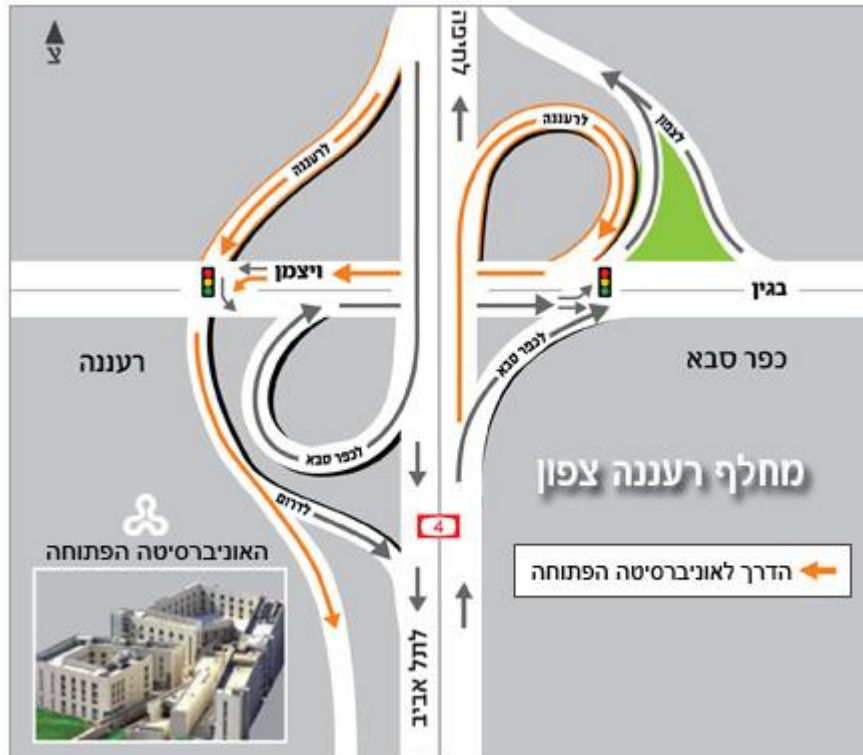 צ
לחיפה
לרעננה
לרעננה
לצפון
ויצמן
בגין
רעננה
לכפר סבא
כפר סבא
לכפר סבא
מחלף רעננה צפון
לדרום
4
האוניברסיטה הפתוחה
הדרך לאוניברסיטה הפתוחה
לתל אביב